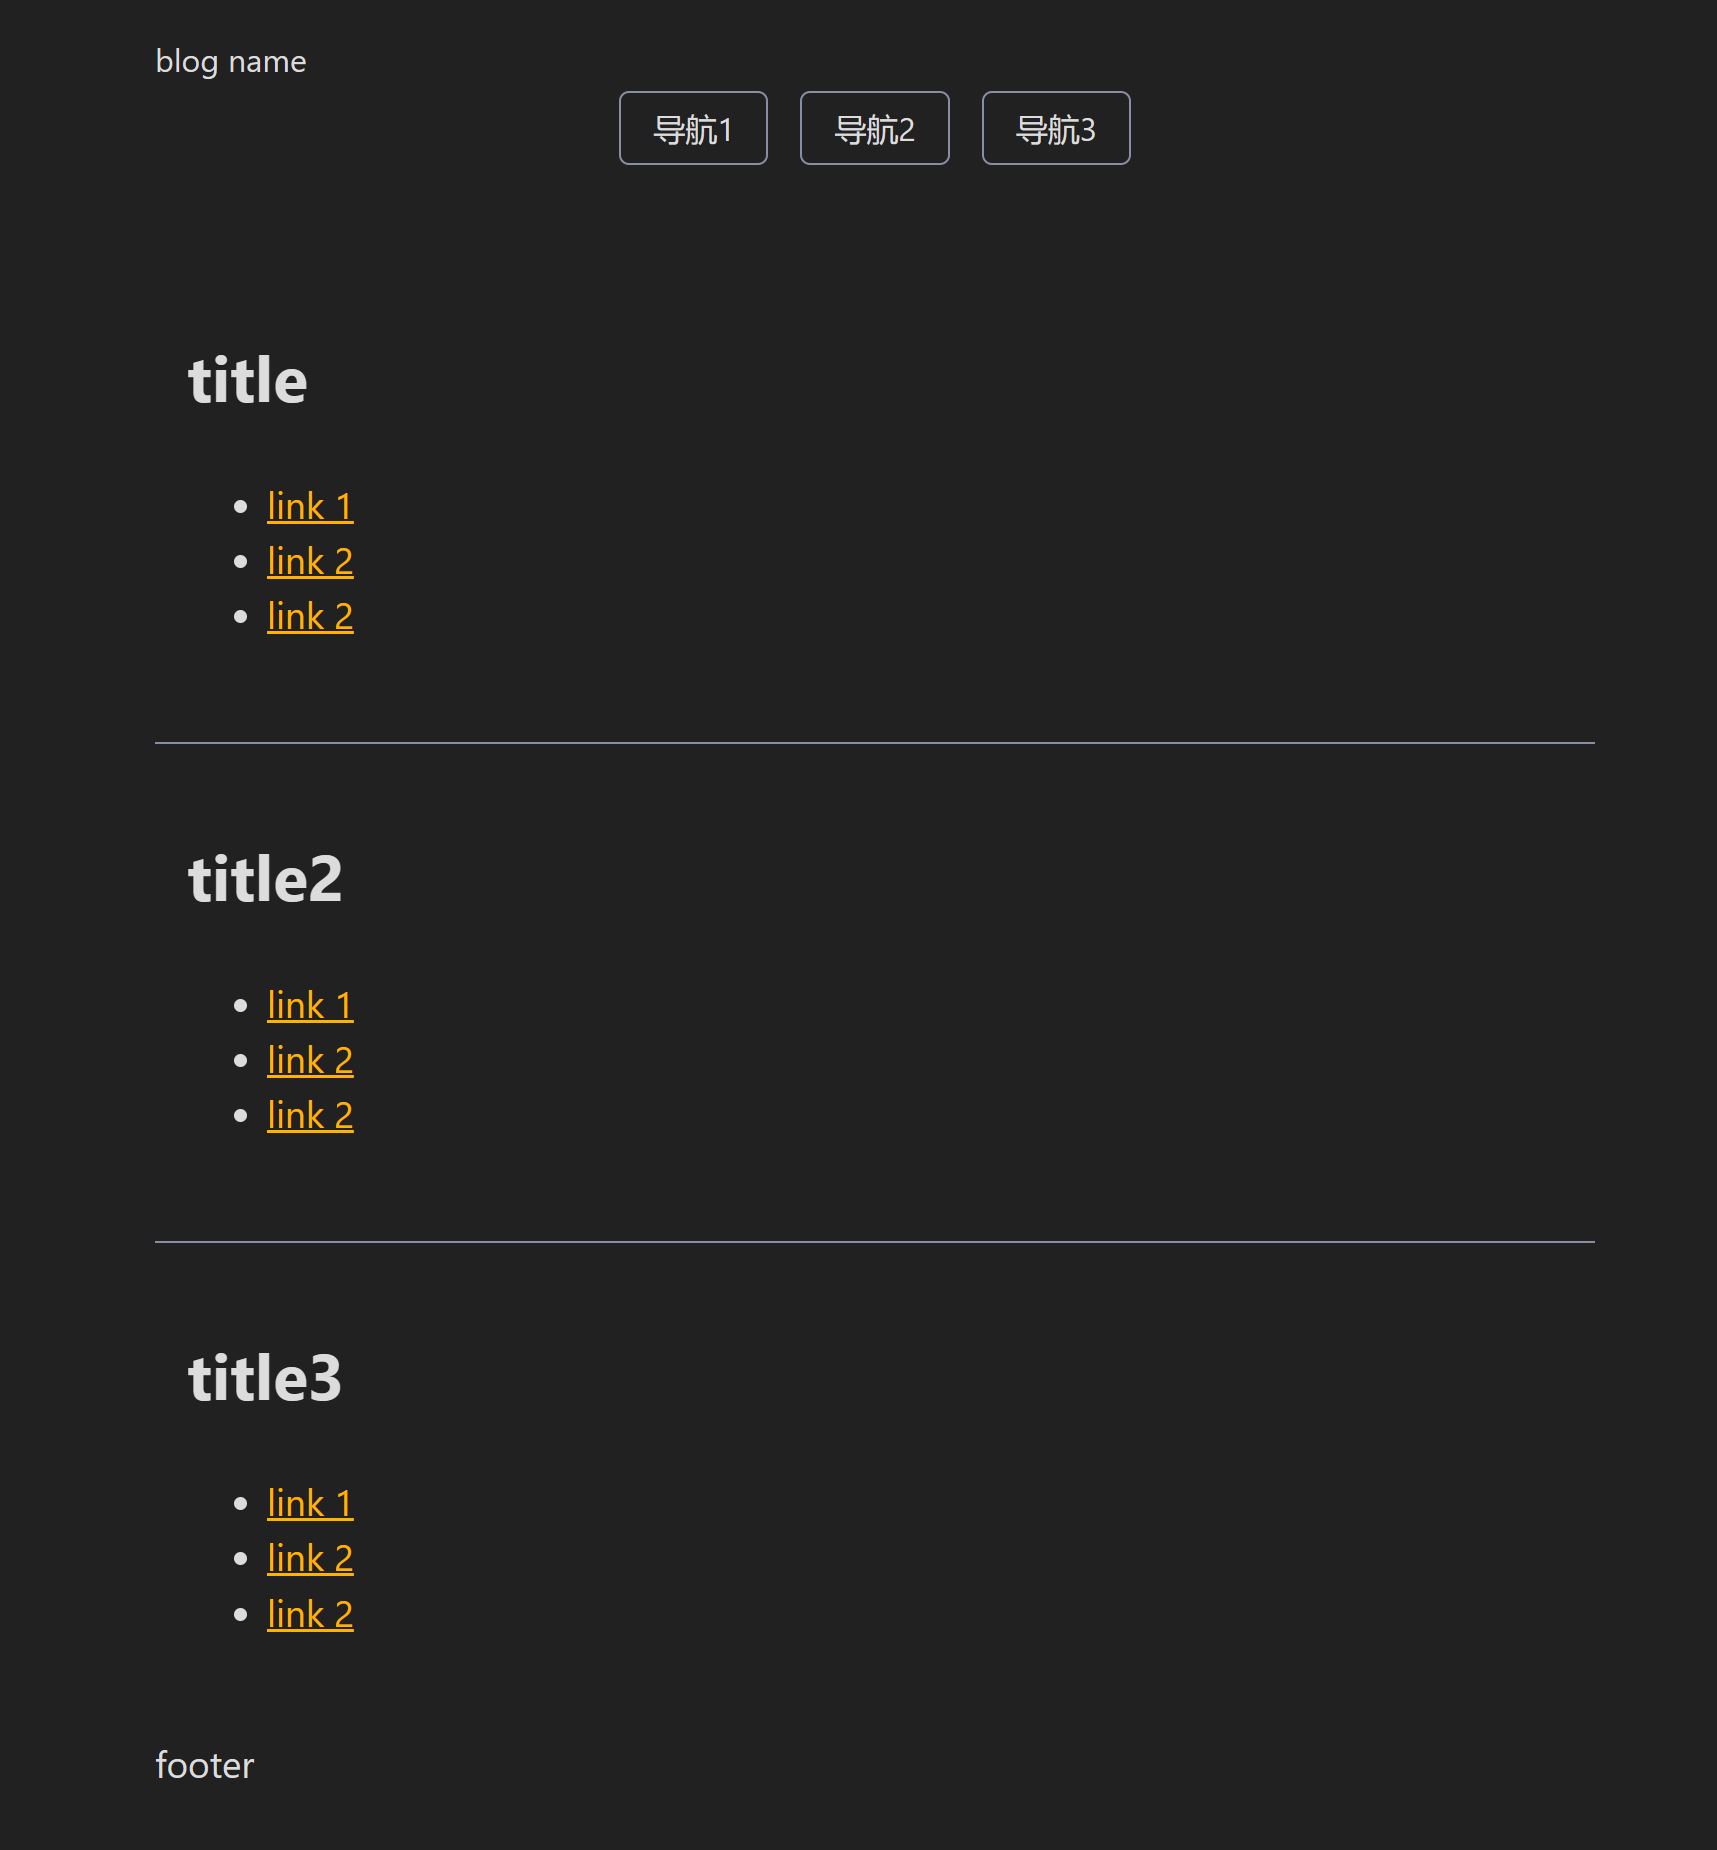 blog name
导航1 导航2 导航3
title
link 1
link 2
link 2
title2
link 1
link 2
link 2
title3
link 1
link 2
link 2
footer